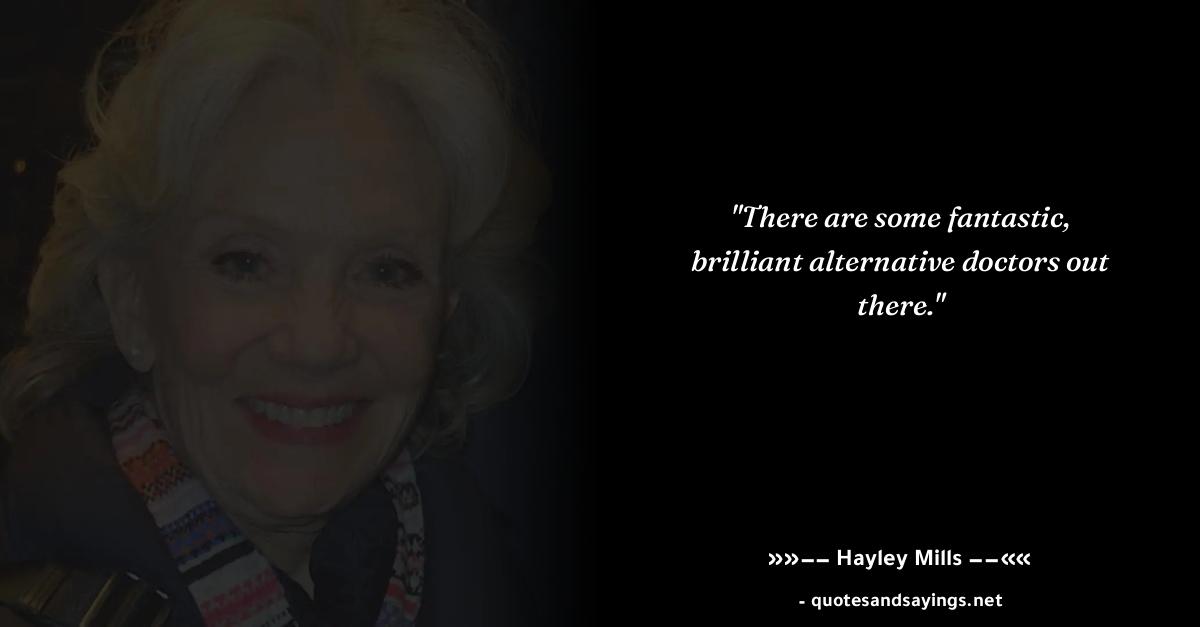 "There are some fantastic,
brilliant alternative doctors out
there."
»»—— Hayley Mills ——««
- quotesandsayings.net